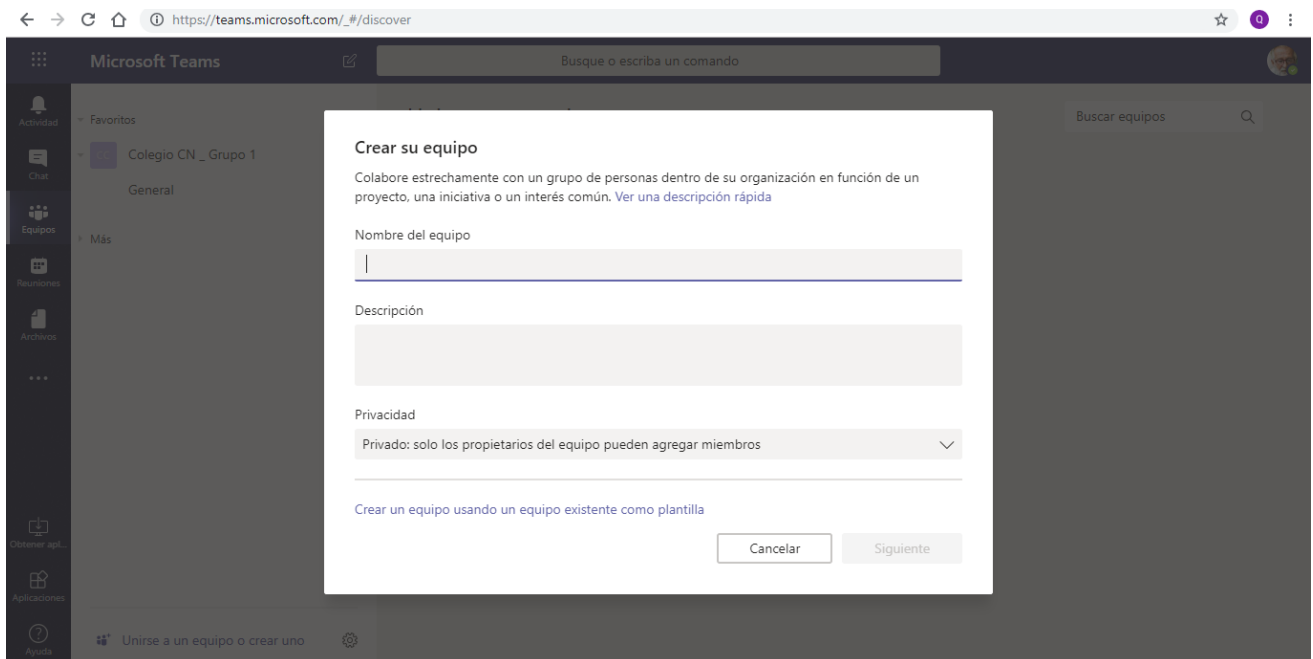 https://teams.microsoft.com/_#/discover
Q
Microsoft Teams
Busque o escriba un comando
Actividad
Chat
Equipos
Reuniones
Archivos
Obtener apl...
Aplicaciones
Ayuda
Favoritos
Colegio CN _ Grupo 1
General
Más
Unirse a un equipo o crear uno
Buscar equipos
Crear su equipo
Colabore estrechamente con un grupo de personas dentro de su organización en función de un
proyecto, una iniciativa o un interés común. Ver una descripción rápida
Nombre del equipo
Descripción
Privacidad
Privado: solo los propietarios del equipo pueden agregar miembros
Crear un equipo usando un equipo existente como plantilla
Cancelar
Siguiente